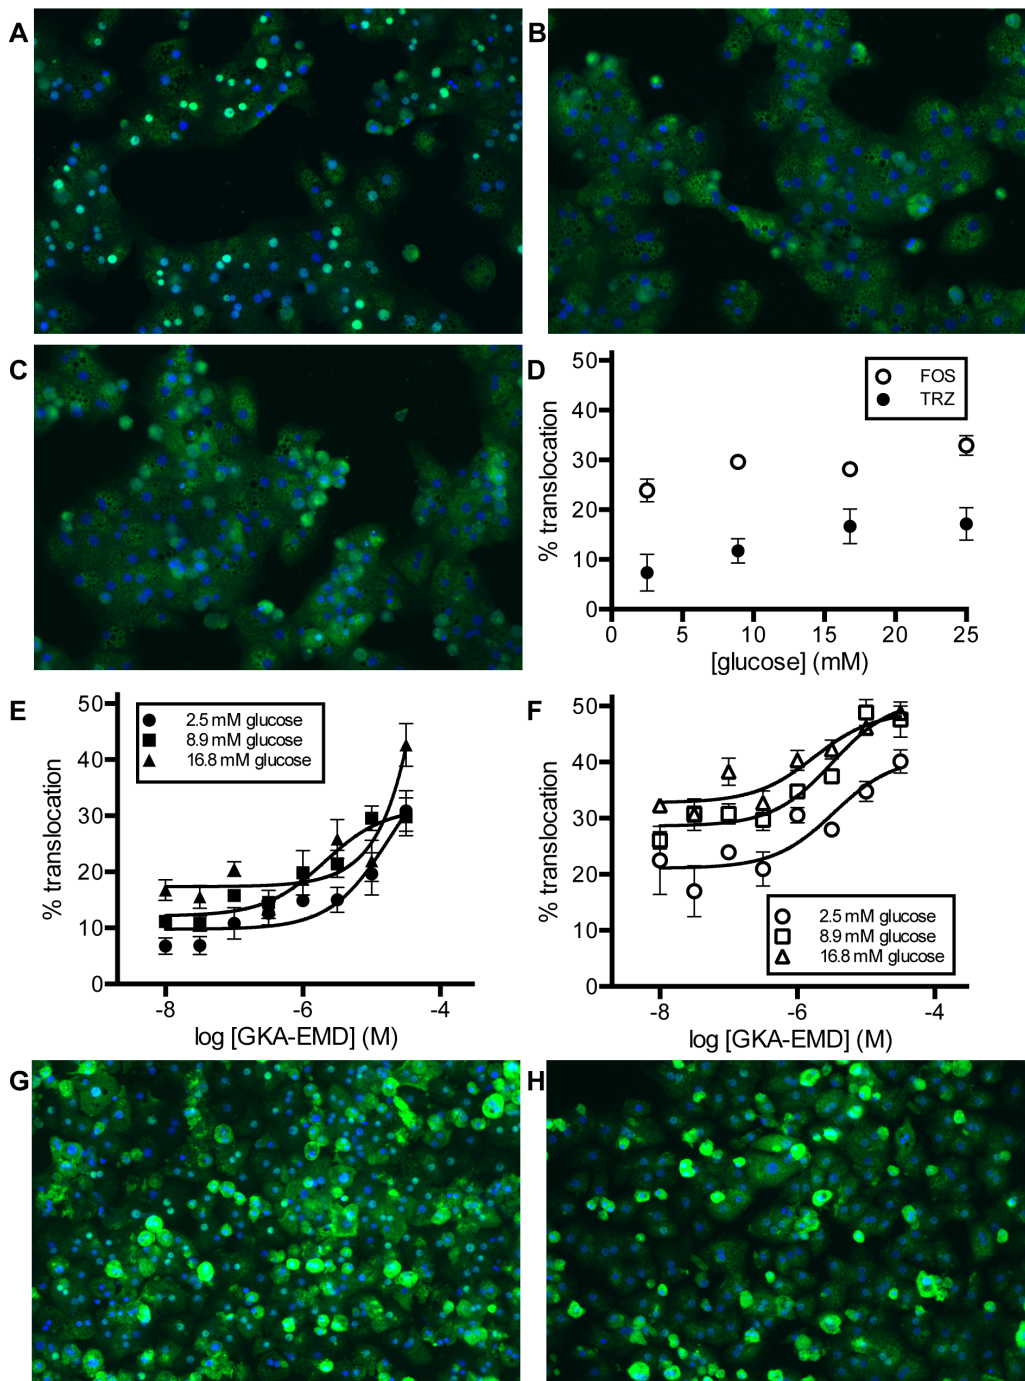 A
B
C
D
50
40
30
20
10
0
% translocation
FOS
TRZ
0
5
10
15
20
25
[glucose] (mM)
E
50
40
30
20
10
0
% translocation
2.5 mM glucose
8.9 mM glucose
16.8 mM glucose
-8
-6
-4
log [GKA-EMD] (M)
F
50
40
30
20
10
0
% translocation
2.5 mM glucose
8.9 mM glucose
16.8 mM glucose
-8
-6
-4
log [GKA-EMD] (M)
G
H